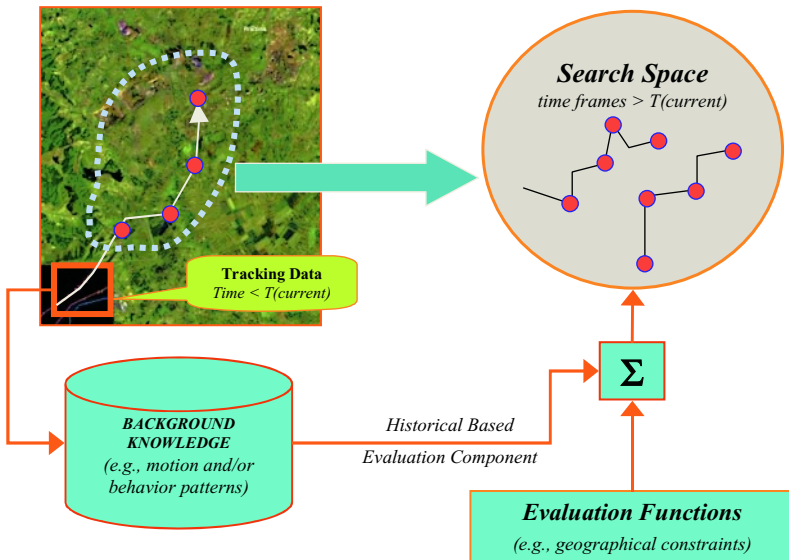 Search Space
time frames > T(current)
Tracking Data
Time < T(current)
BACKGROUND
KNOWLEDGE
(e.g., motion and/or
behavior patterns)
Historical Based
Evaluation Component
Σ
Evaluation Functions
(e.g., geographical constraints)